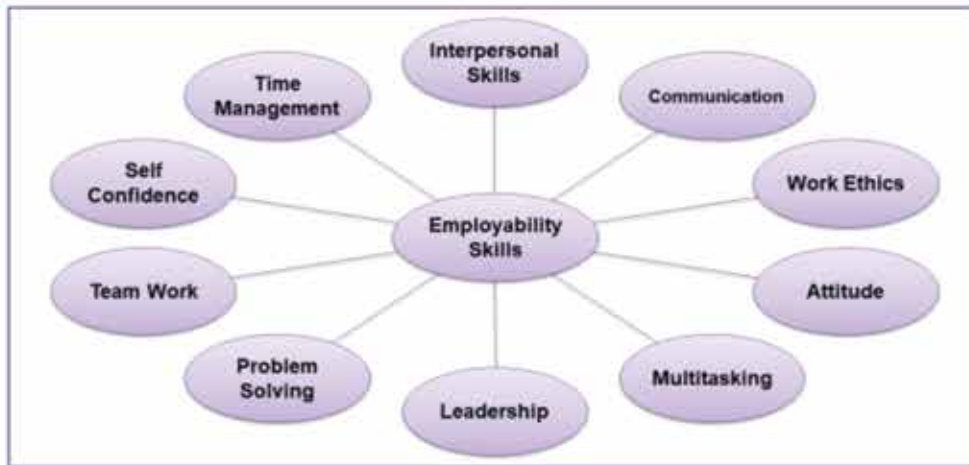 Interpersonal
Skills
Time
Management
Communication
Self
Confidence
Work Ethics
Employability
Skills
Team Work
Attitude
Problem
Solving
Multitasking
Leadership